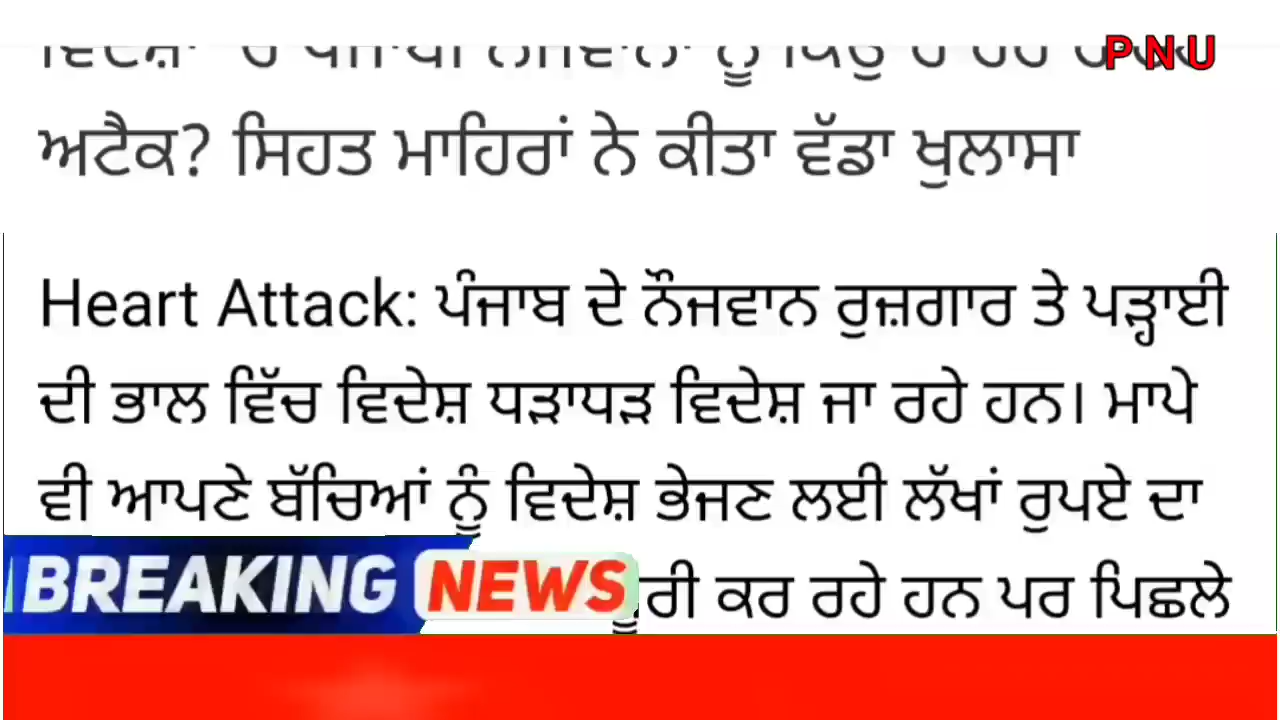 PNU
ਵਿਦੇਸ਼ਾਂ 'ਚ ਪੰਜਾਬੀ ਨੌਜਵਾਨਾਂ ਨੂੰ ਕਿਉਂ
ਅਟੈਕ? ਸਿਹਤ ਮਾਹਿਰਾਂ ਨੇ ਕੀਤਾ ਵੱਡਾ ਖੁਲਾਸਾ
Heart Attack: ਪੰਜਾਬ ਦੇ ਨੌਜਵਾਨ ਰੁਜ਼ਗਾਰ ਤੇ ਪੜ੍ਹਾਈ
ਦੀ ਭਾਲ ਵਿੱਚ ਵਿਦੇਸ਼ ਧੜਾਧੜ ਵਿਦੇਸ਼ ਜਾ ਰਹੇ ਹਨ। ਮਾਪੇ
ਵੀ ਆਪਣੇ ਬੱਚਿਆਂ ਨੂੰ ਵਿਦੇਸ਼ ਭੇਜਣ ਲਈ ਲੱਖਾਂ ਰੁਪਏ ਦਾ
ਕਰ ਰਹੇ ਹਨ ਪਰ ਪਿਛਲੇ
BREAKING NEWS